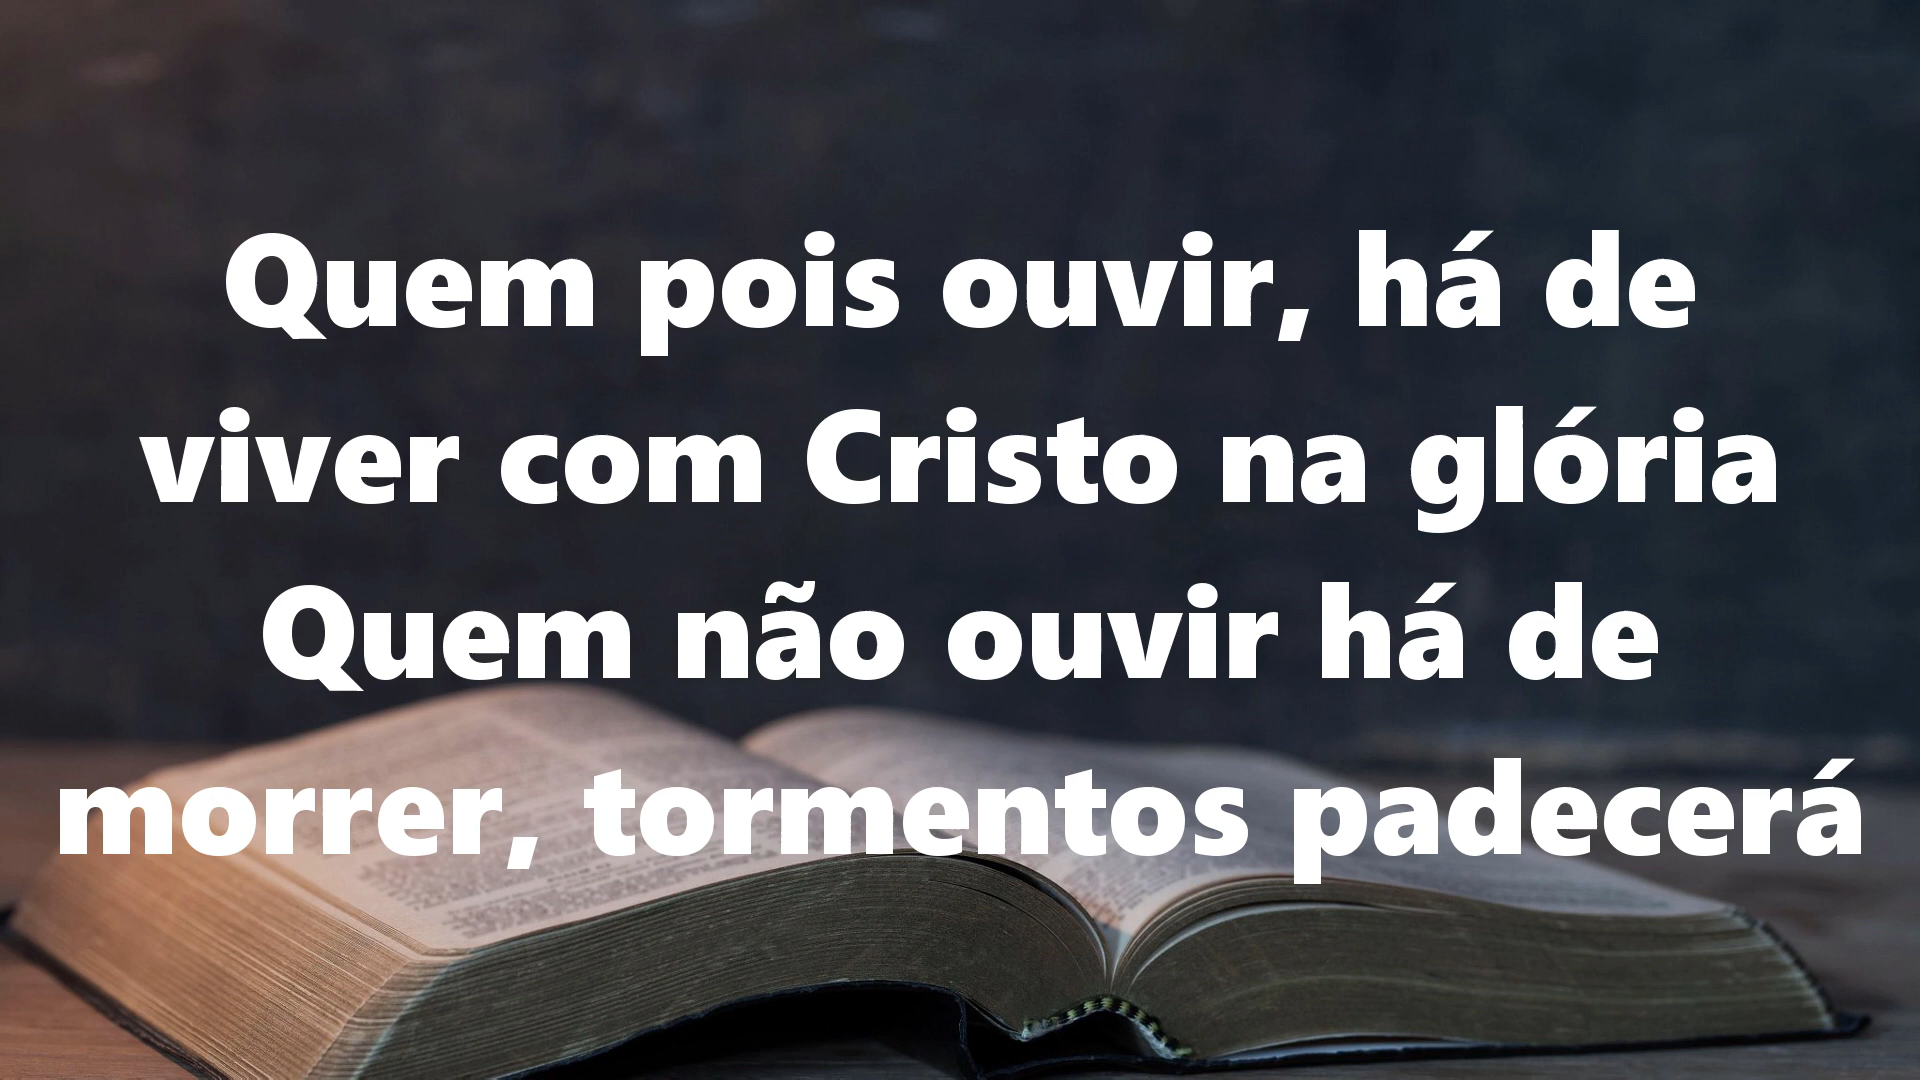 Quem pois ouvir, há de
viver com Cristo na glória
Quem não ouvir há de
morrer, tormentos padecerá